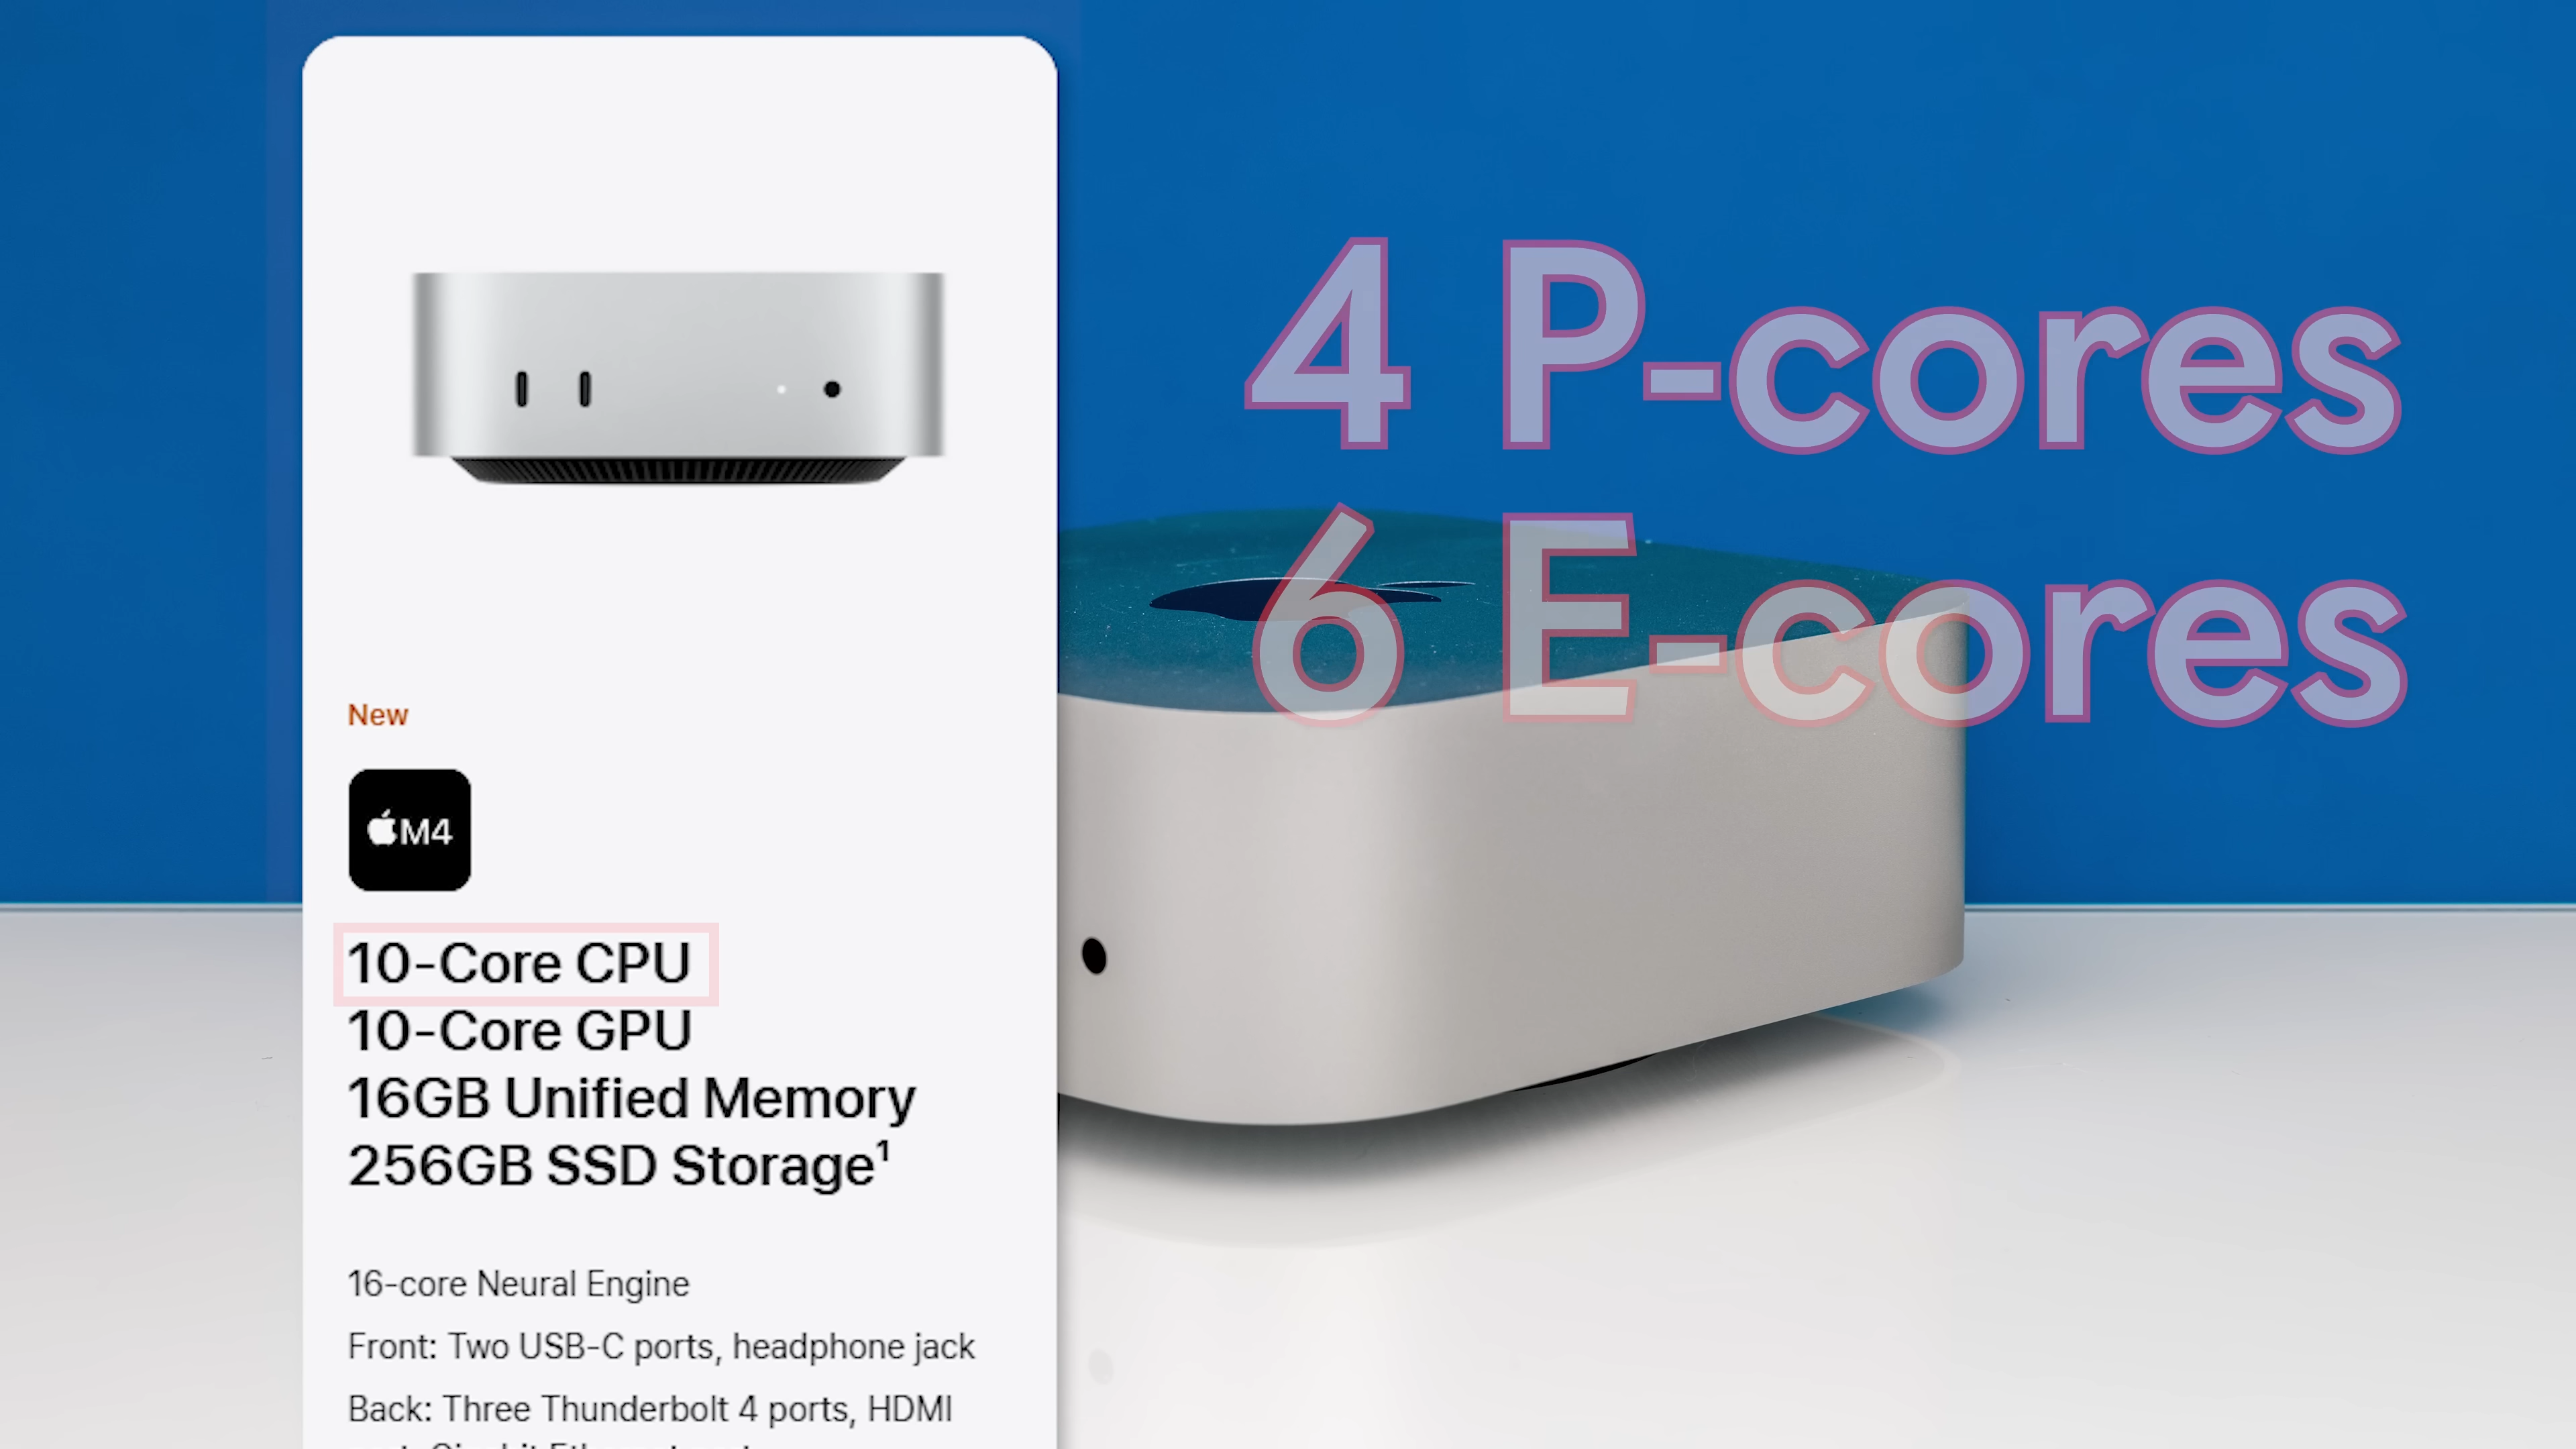 4 P-cores
6 E-cores
New
M4
10-Core CPU
10-Core GPU
16GB Unified Memory
256GB SSD Storage¹
16-core Neural Engine
Front: Two USB-C ports, headphone jack
Back: Three Thunderbolt 4 ports, HDMI